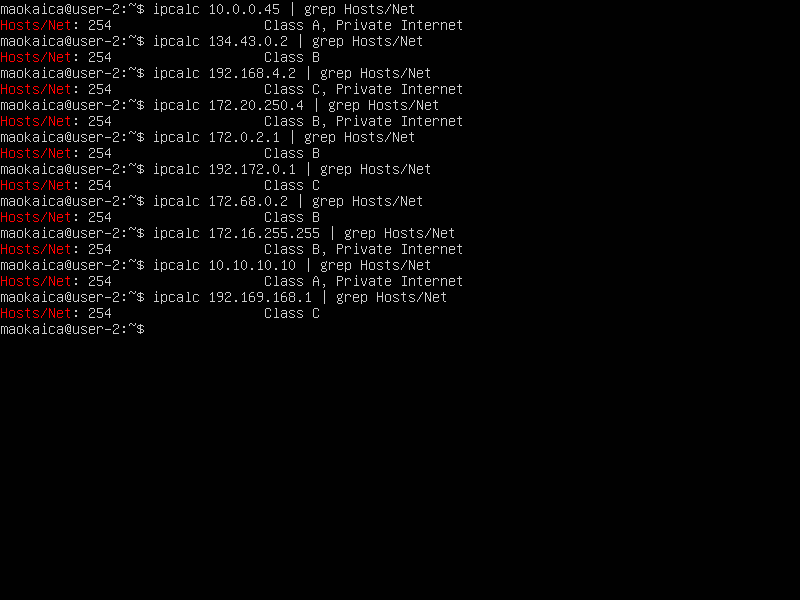 maokaica@user-2:~$ ipcalc 10.0.0.45 | grep Hosts/Net
Hosts/Net: 254                   Class A, Private Internet
maokaica@user-2:~$ ipcalc 134.43.0.2 | grep Hosts/Net
Hosts/Net: 254                   Class B
maokaica@user-2:~$ ipcalc 192.168.4.2 | grep Hosts/Net
Hosts/Net: 254                   Class C, Private Internet
maokaica@user-2:~$ ipcalc 172.20.250.4 | grep Hosts/Net
Hosts/Net: 254                   Class B, Private Internet
maokaica@user-2:~$ ipcalc 172.0.2.1 | grep Hosts/Net
Hosts/Net: 254                   Class B
maokaica@user-2:~$ ipcalc 192.172.0.1 | grep Hosts/Net
Hosts/Net: 254                   Class C
maokaica@user-2:~$ ipcalc 172.68.0.2 | grep Hosts/Net
Hosts/Net: 254                   Class B
maokaica@user-2:~$ ipcalc 172.16.255.255 | grep Hosts/Net
Hosts/Net: 254                   Class B, Private Internet
maokaica@user-2:~$ ipcalc 10.10.10.10 | grep Hosts/Net
Hosts/Net: 254                   Class A, Private Internet
maokaica@user-2:~$ ipcalc 192.169.168.1 | grep Hosts/Net
Hosts/Net: 254                   Class C
maokaica@user-2:~$